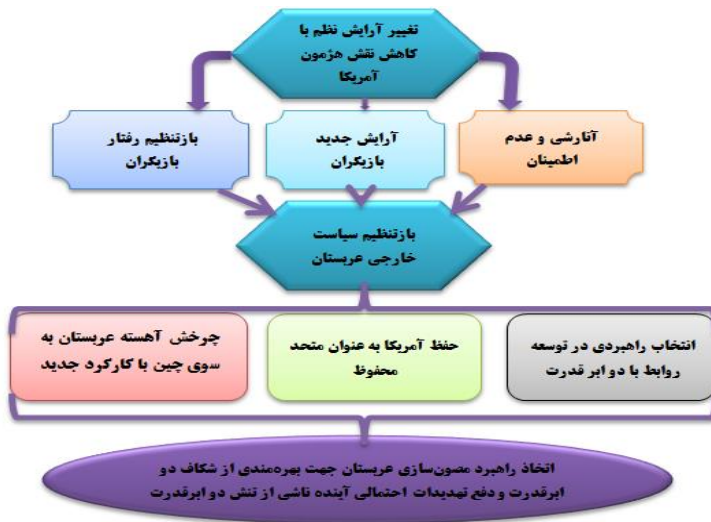 تغییر آرایش نظم با
کاهش نقش هژمون
آمریکا
آنارشی و عدم
اطمینان
آرایش جدید
بازیگران
بازتنظیم رفتار
بازیگران
بازتنظیم سیاست
خارجی عربستان
انتخاب راهبردی در توسعه
روابط با دو ابر قدرت
حفظ آمریکا به عنوان متحد
محفوظ
چرخش آهسته عربستان به
سوی چین با کارکرد جدید
اتخاذ راهبرد مصون‌سازی عربستان جهت بهره‌مندی از شکاف دو
ابرقدرت و دفع تهدیدات احتمالی آینده ناشی از تنش دو ابرقدرت